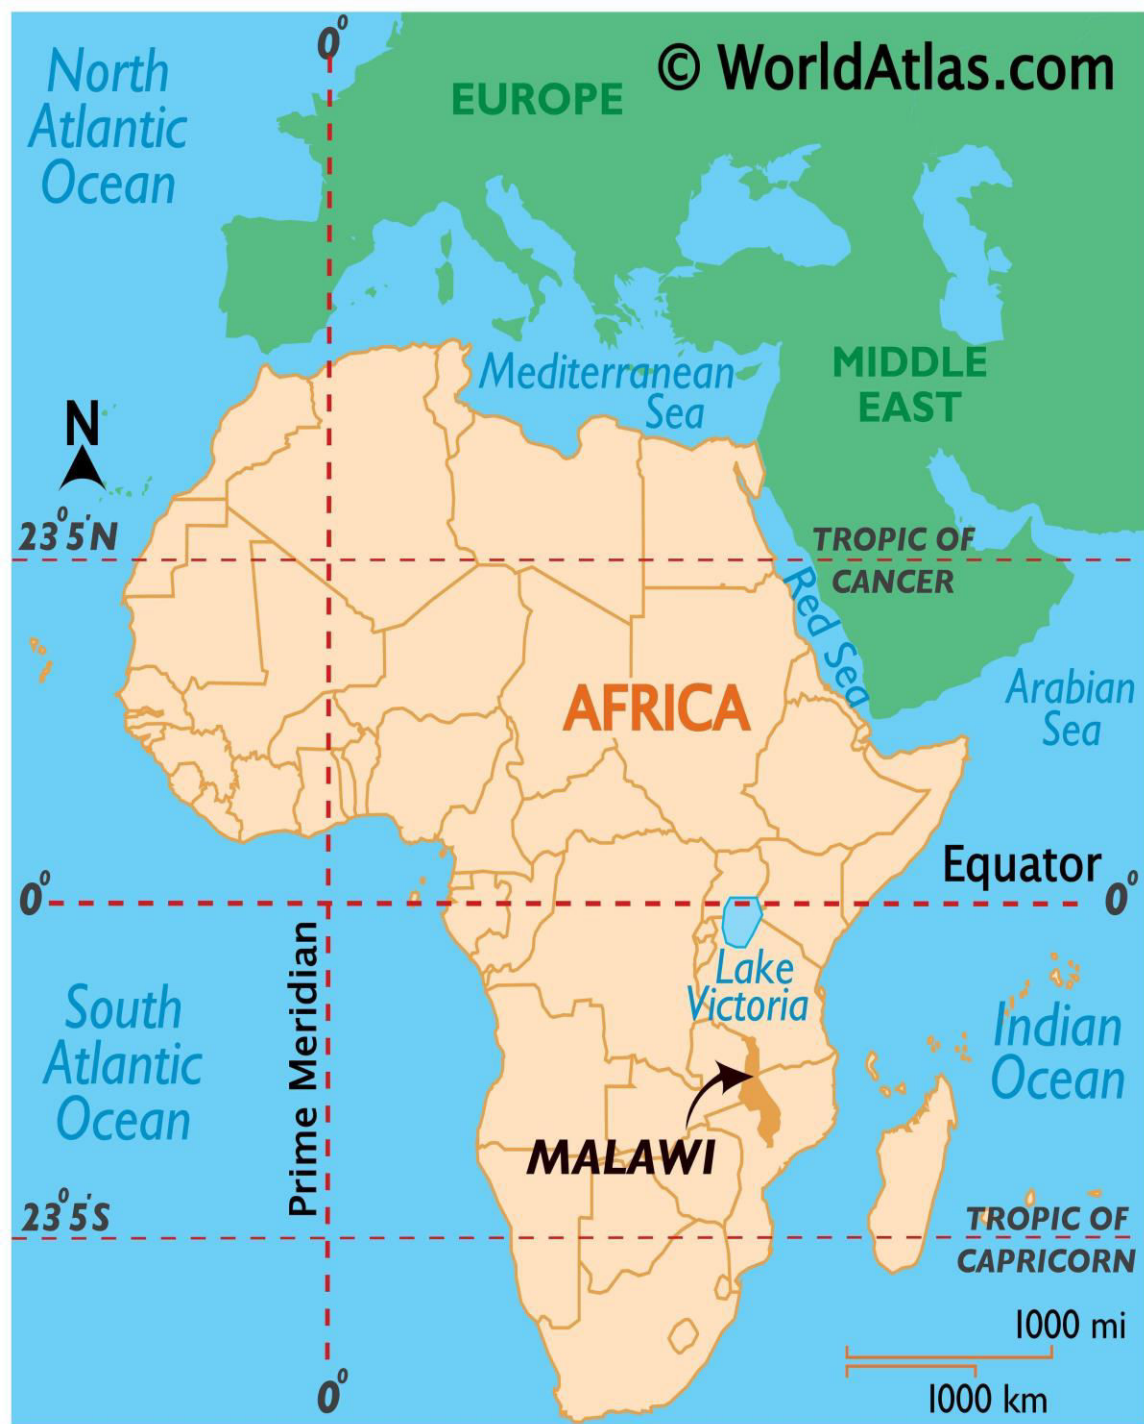 0°
© WorldAtlas.com
North
Atlantic
Ocean
EUROPE
Mediterranean
Sea
MIDDLE
EAST
N
23°5'N
TROPIC OF
CANCER
Red Sea
AFRICA
Arabian
Sea
Equator
0°
0°
Lake
Victoria
Prime Meridian
South
Atlantic
Ocean
Indian
Ocean
MALAWI
23°5'S
TROPIC OF
CAPRICORN
1000 mi
0°
1000 km